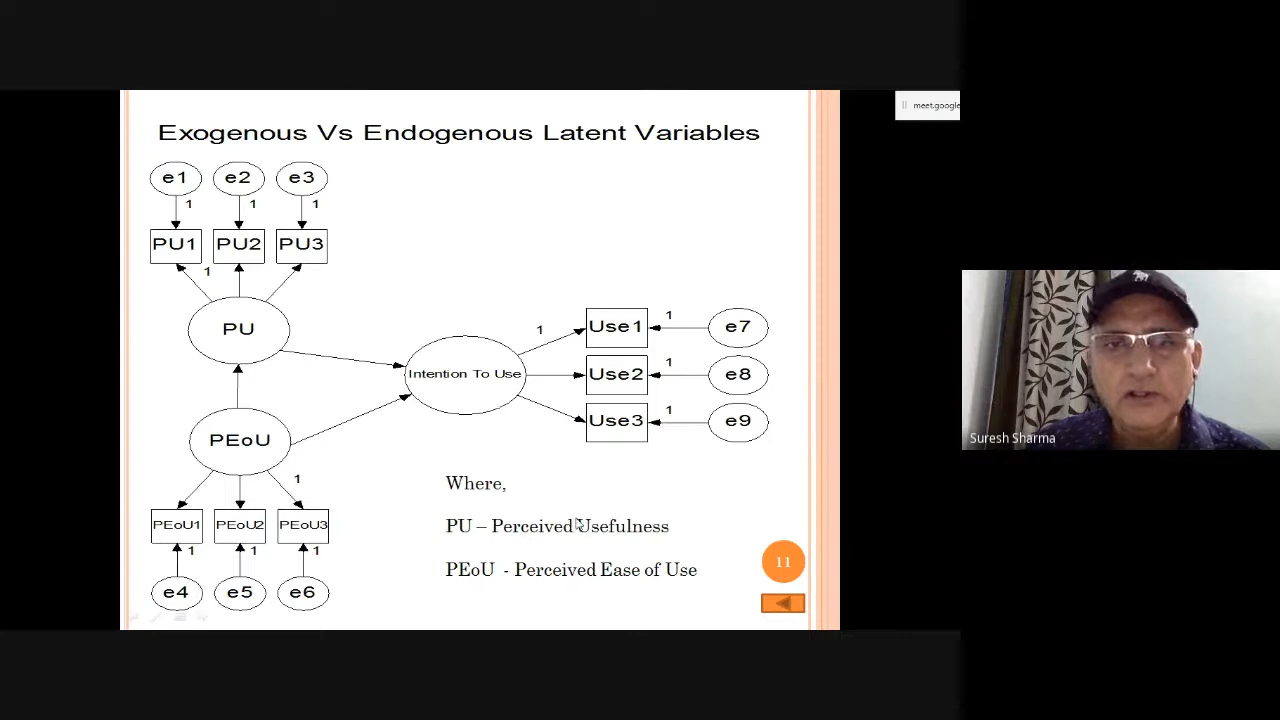 meet.google
Exogenous Vs Endogenous Latent Variables
e1 e2 e3
1 1 1
PU1 PU2 PU3
1
PU
Use1 1 e7
1
Intention To Use
Use2 1 e8
Use3 1 e9
PEoU
1
PEoU1 PEoU2 PEoU3
1 1 1
e4 e5 e6
Where,
PU – Perceived Usefulness
PEoU - Perceived Ease of Use
11
Suresh Sharma